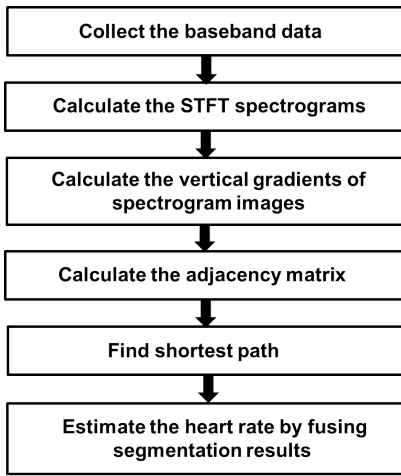 Collect the baseband data
Calculate the STFT spectrograms
Calculate the vertical gradients of
spectrogram images
Calculate the adjacency matrix
Find shortest path
Estimate the heart rate by fusing
segmentation results